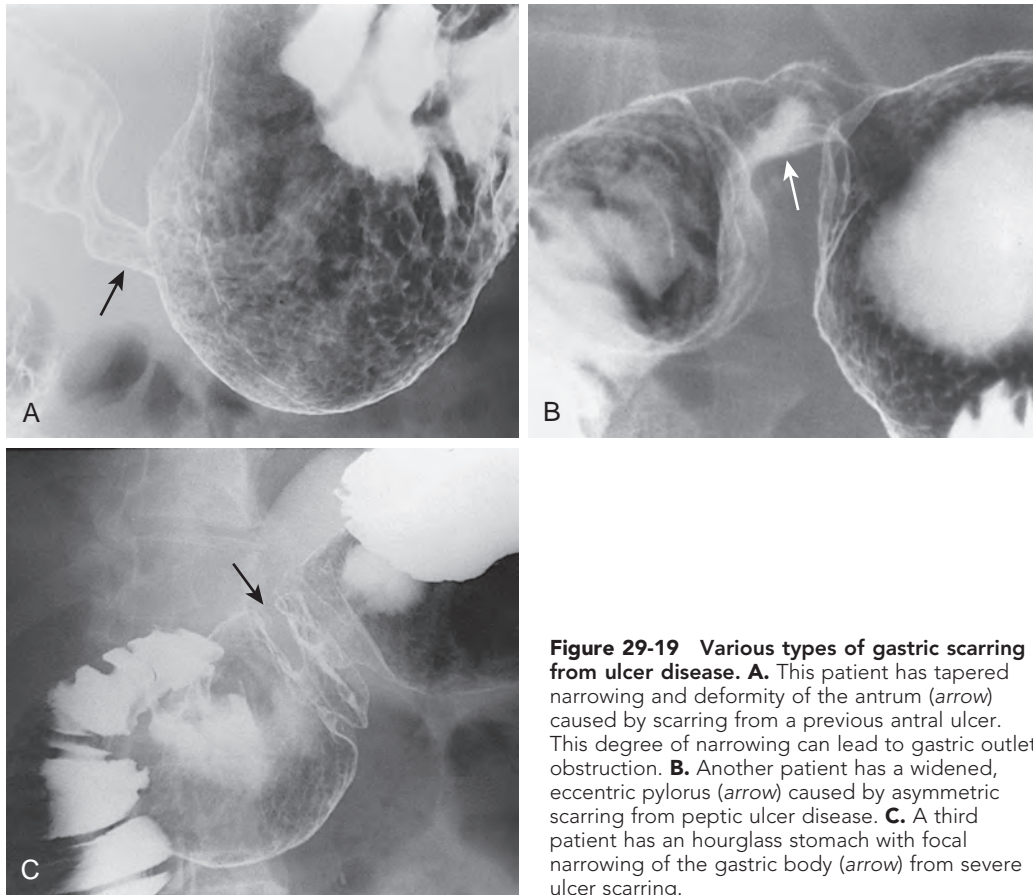 A
B
C
Figure 29-19 Various types of gastric scarring
from ulcer disease. A. This patient has tapered
narrowing and deformity of the antrum (arrow)
caused by scarring from a previous antral ulcer.
This degree of narrowing can lead to gastric outlet
obstruction. B. Another patient has a widened,
eccentric pylorus (arrow) caused by asymmetric
scarring from peptic ulcer disease. C. A third
patient has an hourglass stomach with focal
narrowing of the gastric body (arrow) from severe
ulcer scarring.